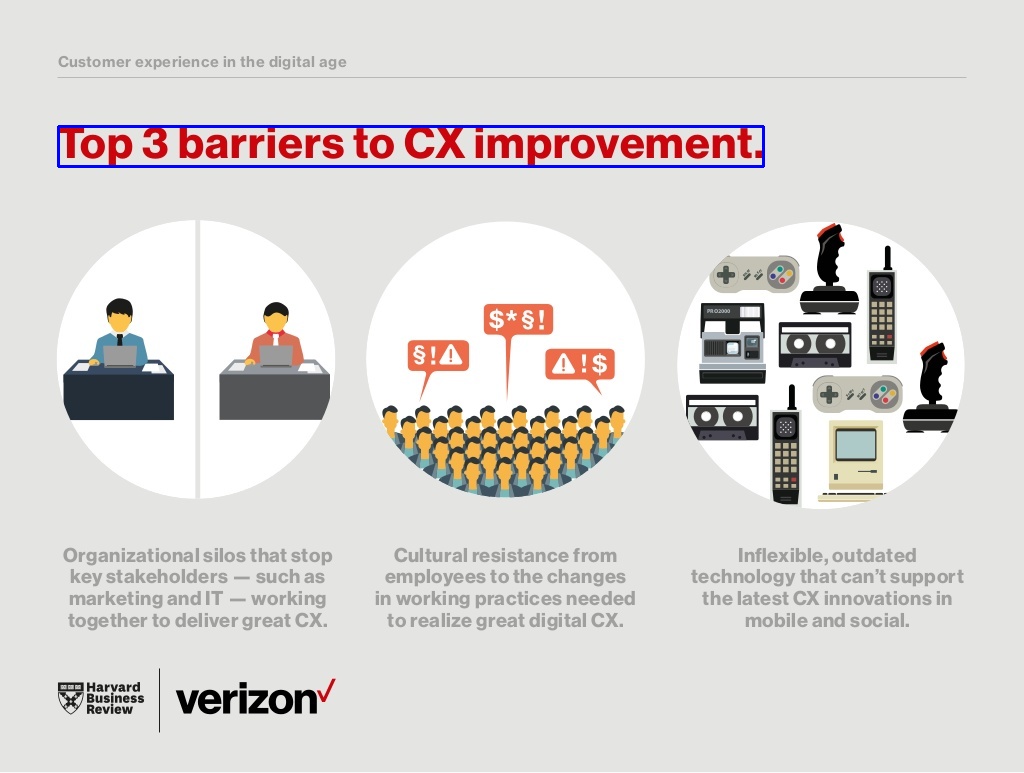 Customer experience in the digital age
Top 3 barriers to CX improvement.
$*§!
§!⚠
⚠!$
PRO2000
Organizational silos that stop
key stakeholders — such as
marketing and IT — working
together to deliver great CX.
Cultural resistance from
employees to the changes
in working practices needed
to realize great digital CX.
Inflexible, outdated
technology that can't support
the latest CX innovations in
mobile and social.
Harvard
Business
Review
verizon✓